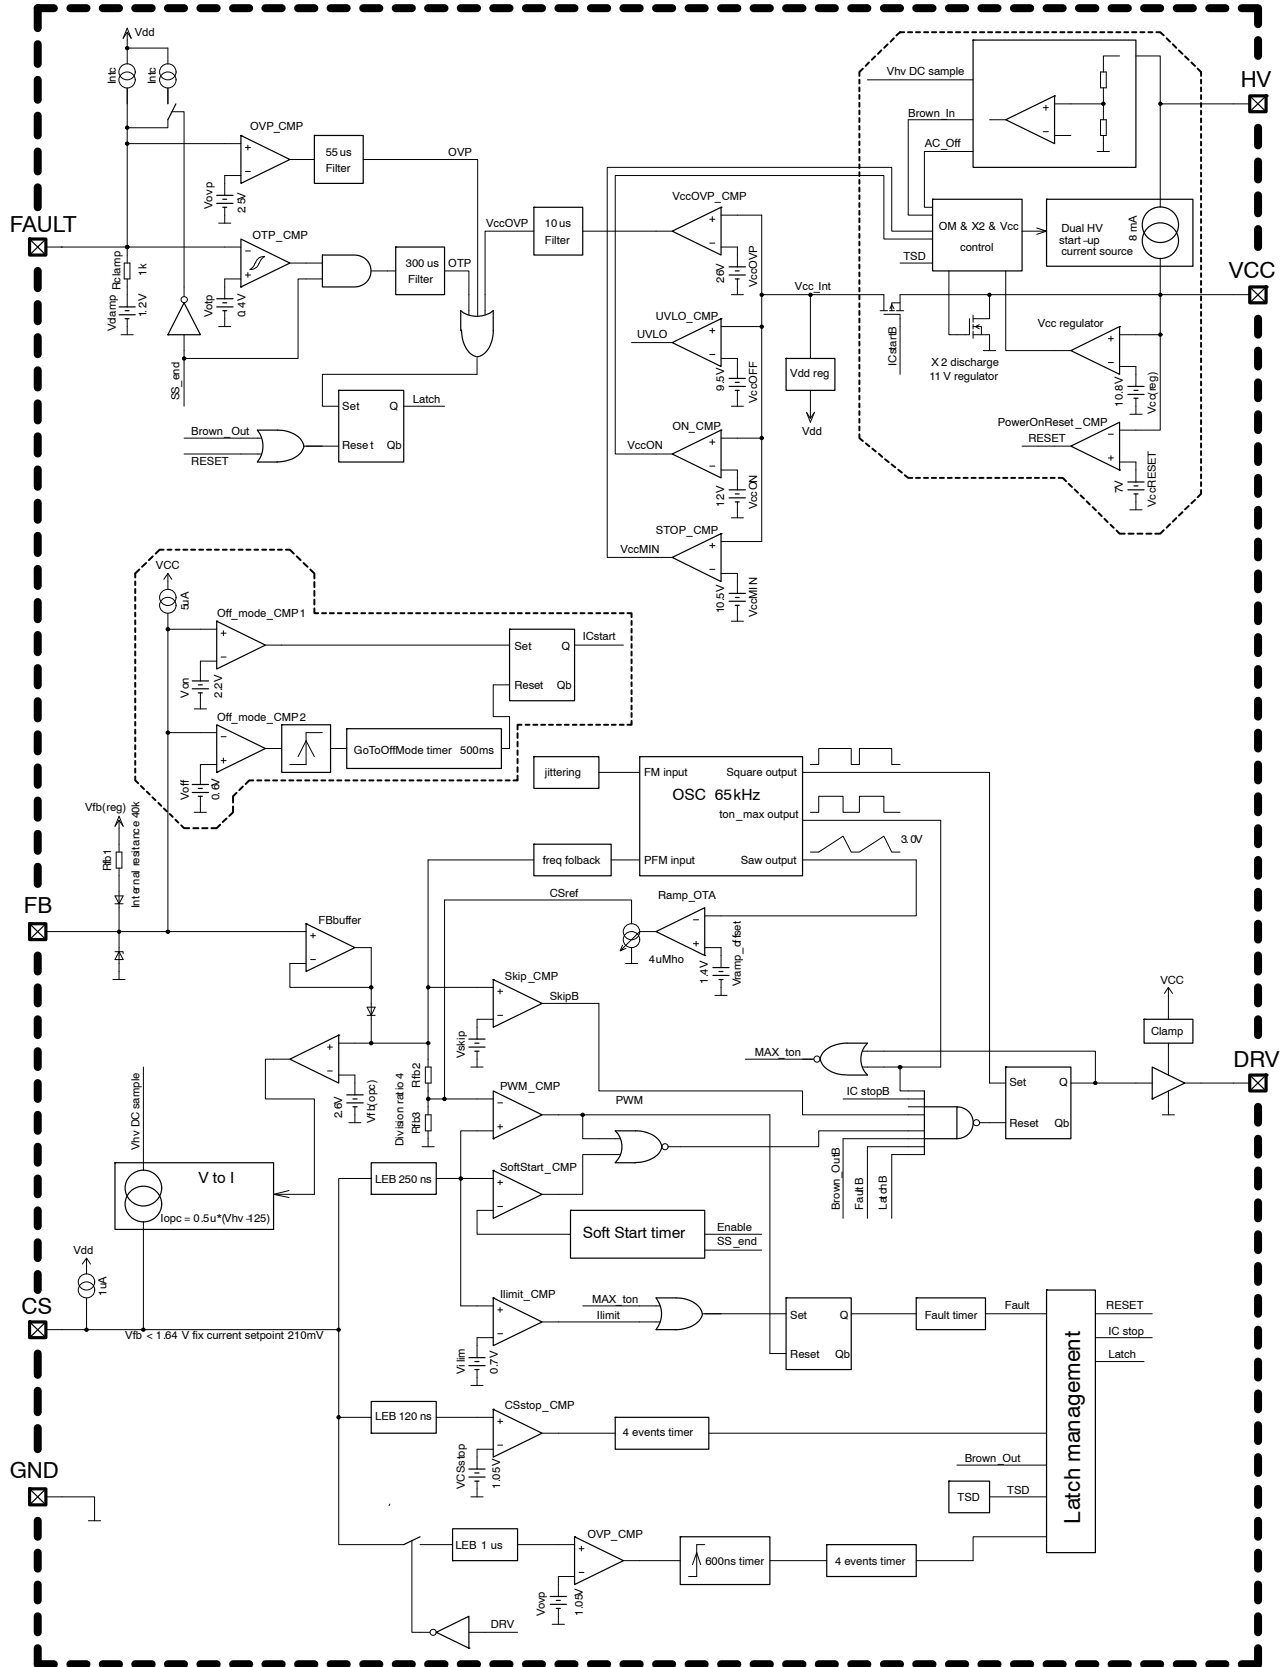 Vdd
Intc
Intc
OVP_CMP
55 us
Filter
OVP
Vovp
2.5V
FAULT
OTP_CMP
Rclamp
1k
Vclamp
1.2V
Votp
0.4V
300 us
Filter
OTP
SS_end
Brown_Out
RESET
Set
Q
Reset
Qb
Latch
VccOVP
10 us
Filter
VccOVP_CMP
26V
VccOVP
Vcc_Int
UVLO_CMP
UVLO
9.5V
VccOFF
Vdd reg
Vdd
ON_CMP
VccON
12V
VccON
STOP_CMP
VccMIN
10.5V
VccMIN
Vhv DC sample
Brown_In
AC_Off
OM & X2 & Vcc
control
TSD
Dual HV
start-up
current source
8 mA
HV
VCC
ICstartB
X2 discharge
11 V regulator
Vcc regulator
10.8V
Vcc(reg)
PowerOnReset_CMP
RESET
7V
VccRESET
VCC
5uA
Off_mode_CMP1
Von
2.2V
Set
Q
Reset
Qb
ICstart
Off_mode_CMP2
GoToOffMode timer 500ms
Voff
0.6V
Vfb(reg)
Rfb1
Internal resitance 40k
FB
FBbuffer
jittering
FM input
Square output
OSC 65kHz
ton_max output
PFM input
Saw output
3.0V
freq folback
CSref
Ramp_OTA
4uMho
1.4V
Vramp_offset
Skip_CMP
SkipB
Vskip
2.6V
Vfb(opc)
Division ratio 4
Rfb2
Rfb3
PWM_CMP
PWM
MAX_ton
IC stopB
Brown_OutB
FaultB
LatchB
Set
Q
Reset
Qb
VCC
Clamp
DRV
Vhv DC sample
V to I
Iopc = 0.5u*(Vhv-125)
LEB 250 ns
SoftStart_CMP
Soft Start timer
Enable
SS_end
Vdd
1uA
CS
Vfb < 1.64 V fix current setpoint 210mV
Ilimit_CMP
MAX_ton
Ilimit
Vilim
0.7V
Set
Q
Reset
Qb
Fault timer
Fault
Latch management
RESET
IC stop
Latch
LEB 120 ns
CSstop_CMP
VCSstop
1.05V
4 events timer
Brown_Out
TSD
TSD
GND
LEB 1 us
OVP_CMP
Vovp
1.05V
600ns timer
4 events timer
DRV